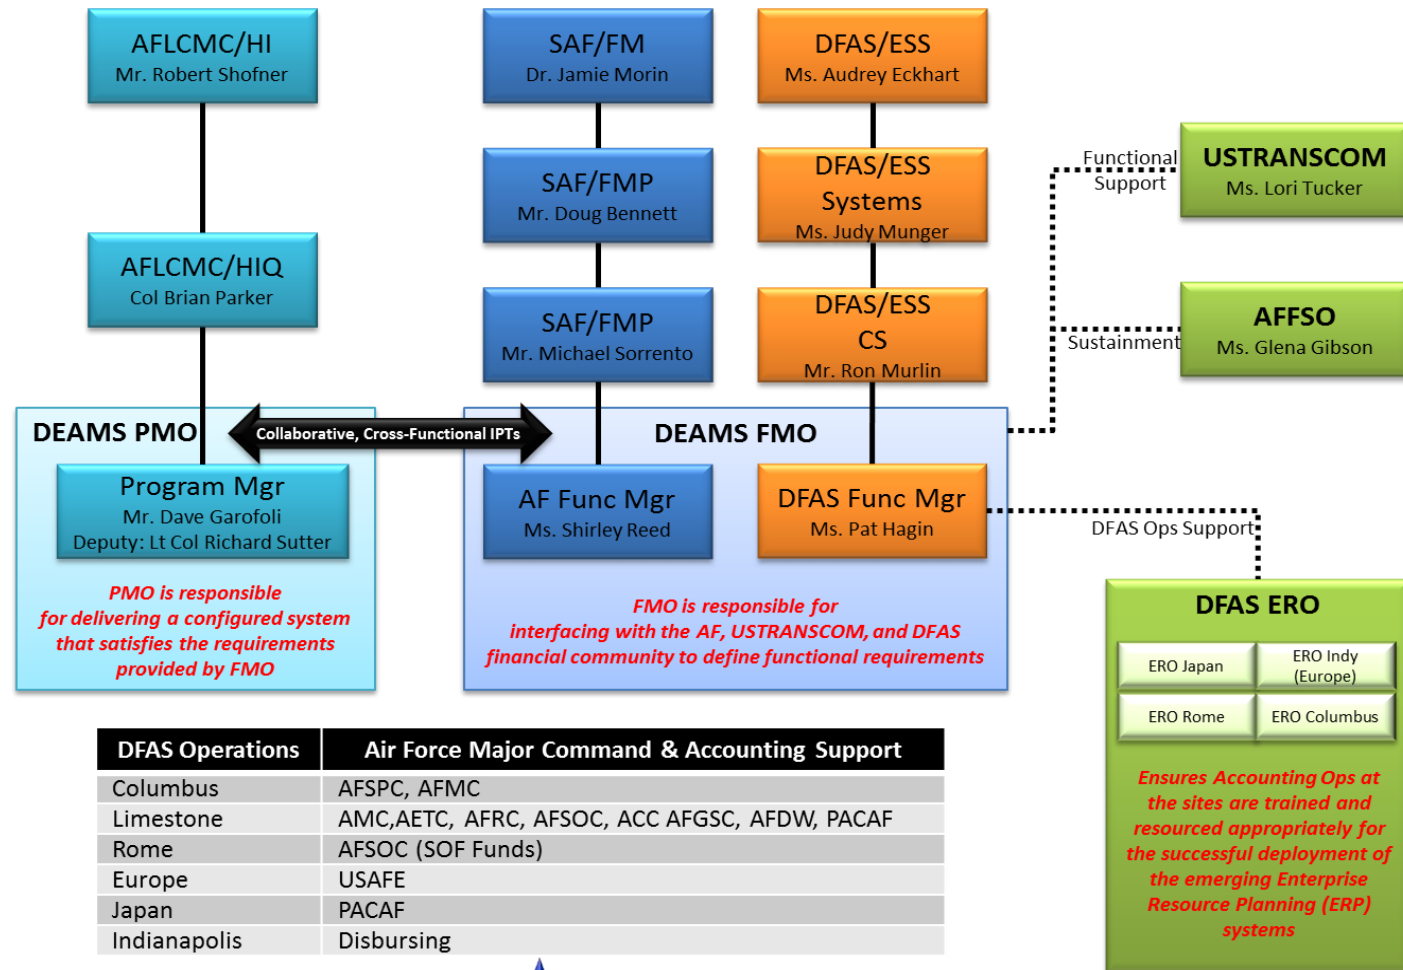 AFLCMC/HI
Mr. Robert Shofner
SAF/FM
Dr. Jamie Morin
DFAS/ESS
Ms. Audrey Eckhart
AFLCMC/HIQ
Col Brian Parker
SAF/FMP
Mr. Doug Bennett
DFAS/ESS
Systems
Ms. Judy Munger
SAF/FMP
Mr. Michael Sorrento
DFAS/ESS
CS
Mr. Ron Murlin
Functional
Support
USTRANSCOM
Ms. Lori Tucker
Sustainment
AFFSO
Ms. Glena Gibson
DEAMS PMO
Collaborative, Cross-Functional IPTs
DEAMS FMO
Program Mgr
Mr. Dave Garofoli
Deputy: Lt Col Richard Sutter
AF Func Mgr
Ms. Shirley Reed
DFAS Func Mgr
Ms. Pat Hagin
DFAS Ops Support
PMO is responsible
for delivering a configured system
that satisfies the requirements
provided by FMO
FMO is responsible for
interfacing with the AF, USTRANSCOM, and DFAS
financial community to define functional requirements
DFAS ERO
ERO Japan
ERO Indy
(Europe)
ERO Rome
ERO Columbus
Ensures Accounting Ops at
the sites are trained and
resourced appropriately for
the successful deployment of
the emerging Enterprise
Resource Planning (ERP)
systems
DFAS Operations Air Force Major Command & Accounting Support
Columbus AFSPC, AFMC
Limestone AMC,AETC, AFRC, AFSOC, ACC AFGSC, AFDW, PACAF
Rome AFSOC (SOF Funds)
Europe USAFE
Japan PACAF
Indianapolis Disbursing